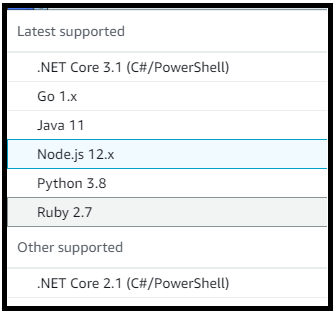 Latest supported
.NET Core 3.1 (C#/PowerShell)
Go 1.x
Java 11
Node.js 12.x
Python 3.8
Ruby 2.7
Other supported
.NET Core 2.1 (C#/PowerShell)